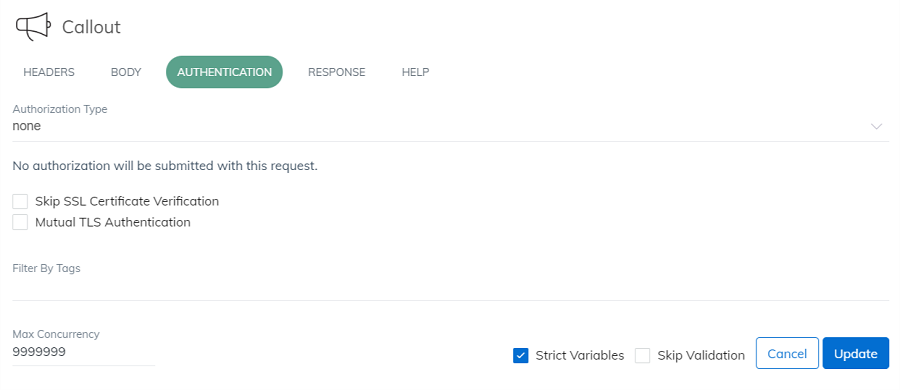 Callout
HEADERS BODY AUTHENTICATION RESPONSE HELP
Authorization Type
none
No authorization will be submitted with this request.
Skip SSL Certificate Verification
Mutual TLS Authentication
Filter By Tags
Max Concurrency
9999999
Strict Variables Skip Validation Cancel Update